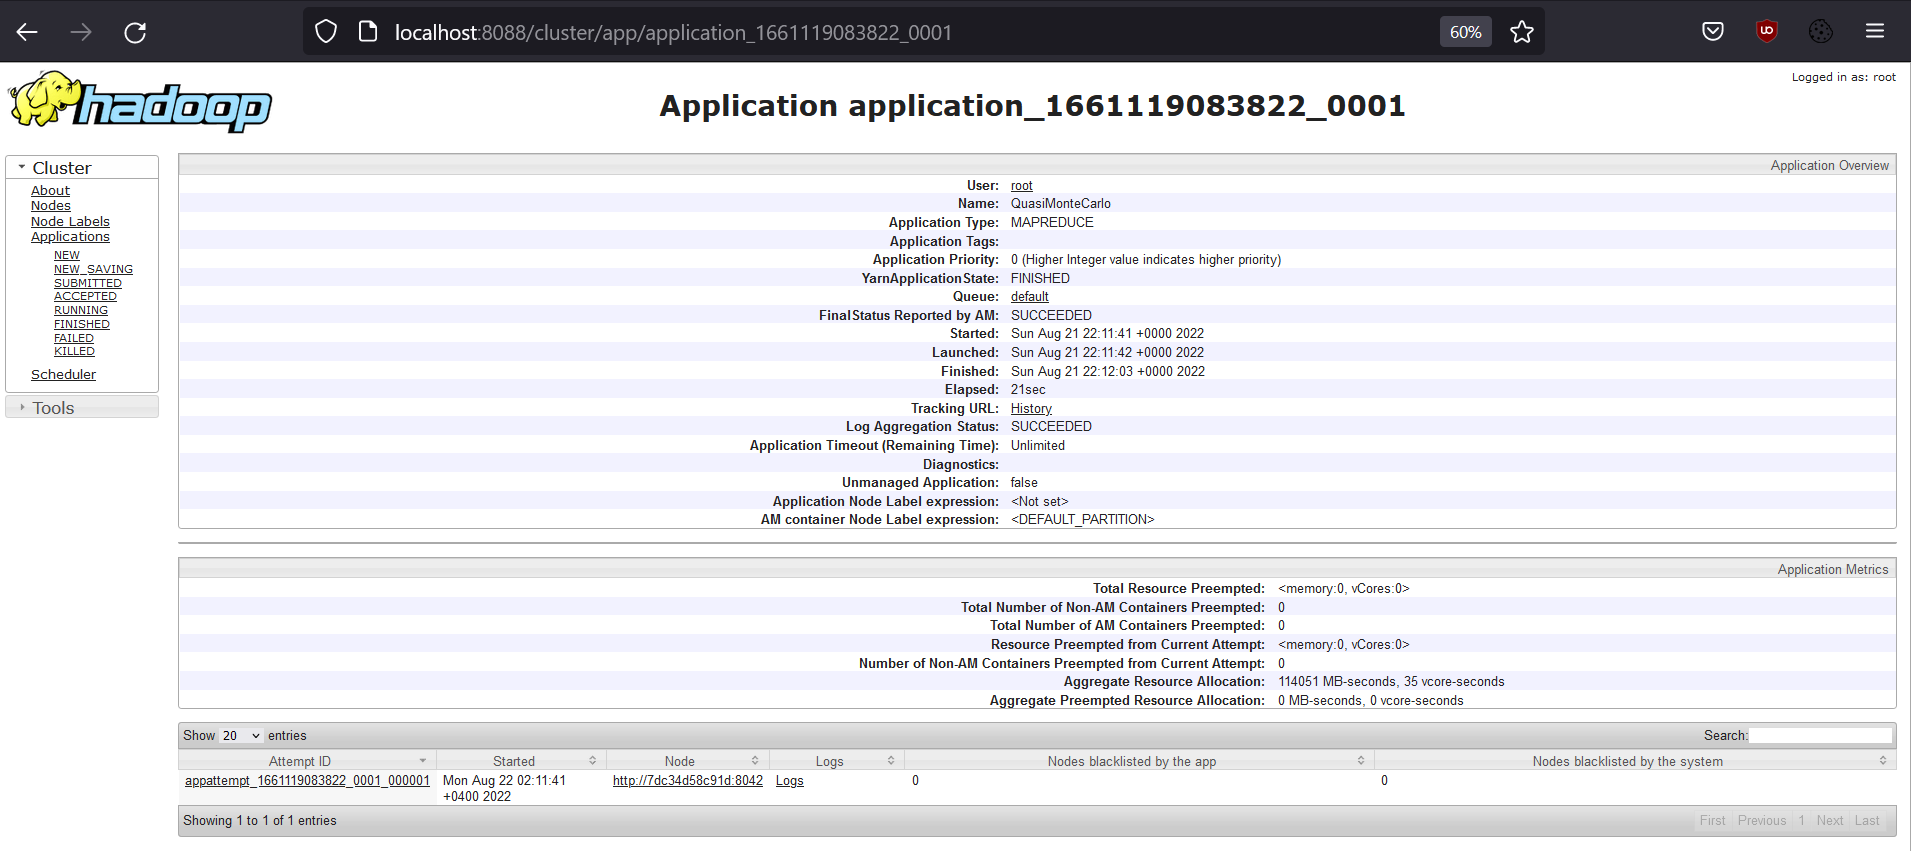 localhost:8088/cluster/app/application_1661119083822_0001
60%
hadoop
Application application_1661119083822_0001
Logged in as: root
Cluster
About
Nodes
Node Labels
Applications
NEW
NEW_SAVING
SUBMITTED
ACCEPTED
RUNNING
FINISHED
FAILED
KILLED
Scheduler
Tools
Application Overview
User: root
Name: QuasiMonteCarlo
Application Type: MAPREDUCE
Application Tags:
Application Priority: 0 (Higher Integer value indicates higher priority)
YarnApplicationState: FINISHED
Queue: default
FinalStatus Reported by AM: SUCCEEDED
Started: Sun Aug 21 22:11:41 +0000 2022
Launched: Sun Aug 21 22:11:42 +0000 2022
Finished: Sun Aug 21 22:12:03 +0000 2022
Elapsed: 21sec
Tracking URL: History
Log Aggregation Status: SUCCEEDED
Application Timeout (Remaining Time): Unlimited
Diagnostics:
Unmanaged Application: false
Application Node Label expression: <Not set>
AM container Node Label expression: <DEFAULT_PARTITION>
Application Metrics
Total Resource Preempted: <memory:0, vCores:0>
Total Number of Non-AM Containers Preempted: 0
Total Number of AM Containers Preempted: 0
Resource Preempted from Current Attempt: <memory:0, vCores:0>
Number of Non-AM Containers Preempted from Current Attempt: 0
Aggregate Resource Allocation: 114051 MB-seconds, 35 vcore-seconds
Aggregate Preempted Resource Allocation: 0 MB-seconds, 0 vcore-seconds
Show 20 entries Search:
Attempt ID Started Node Logs Nodes blacklisted by the app Nodes blacklisted by the system
appattempt_1661119083822_0001_000001 Mon Aug 22 02:11:41 http://7dc34d58c91d:8042 Logs 0 0
+0400 2022
Showing 1 to 1 of 1 entries First Previous 1 Next Last